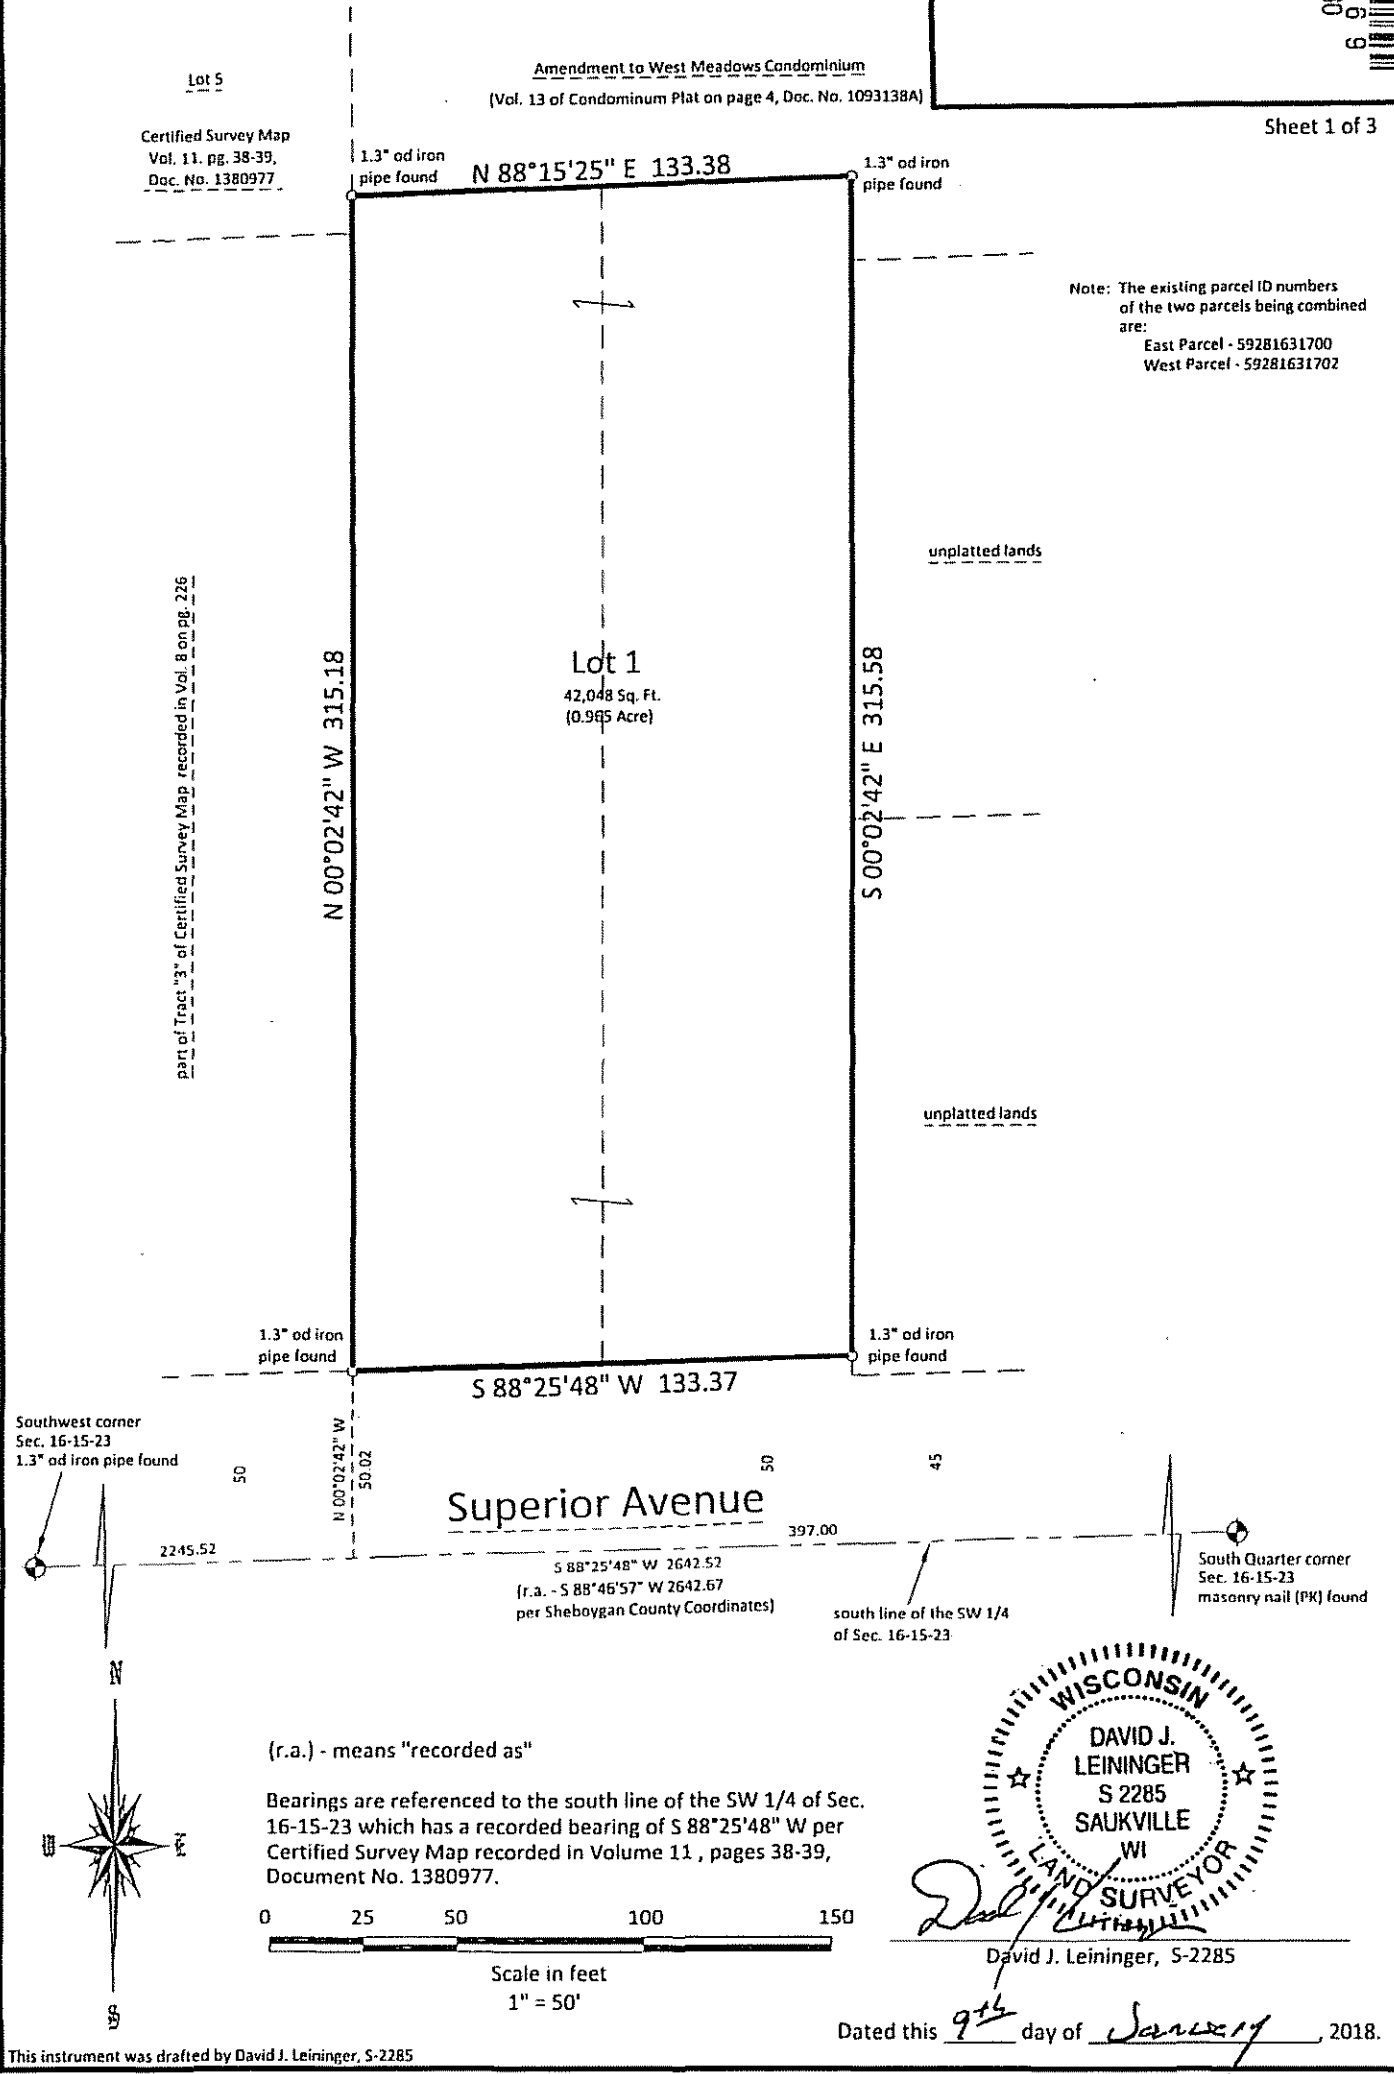 Lot 5
Amendment to West Meadows Condominium
(Vol. 13 of Condominum Plat on page 4, Doc. No. 1093138A)
Sheet 1 of 3
Certified Survey Map
Vol. 11. pg. 38-39,
Doc. No. 1380977
1.3" od iron
pipe found
N 88°15'25" E 133.38
1.3" od iron
pipe found
Note: The existing parcel ID numbers
of the two parcels being combined
are:
East Parcel - 59281631700
West Parcel - 59281631702
unplatted lands
part of Tract "3" of Certified Survey Map recorded in Vol. 8 on pg. 226
N 00°02'42" W 315.18
Lot 1
42,048 Sq. Ft.
(0.965 Acre)
S 00°02'42" E 315.58
unplatted lands
1.3" od iron
pipe found
1.3" od iron
pipe found
S 88°25'48" W 133.37
Southwest corner
Sec. 16-15-23
1.3" od iron pipe found
50
N 00°02'42" W
50.02
50
45
Superior Avenue
2245.52
397.00
S 88°25'48" W 2642.52
(r.a. - S 88°46'57" W 2642.67
per Sheboygan County Coordinates)
south line of the SW 1/4
of Sec. 16-15-23
South Quarter corner
Sec. 16-15-23
masonry nail (PK) found
N
W
E
S
(r.a.) - means "recorded as"
Bearings are referenced to the south line of the SW 1/4 of Sec.
16-15-23 which has a recorded bearing of S 88°25'48" W per
Certified Survey Map recorded in Volume 11 , pages 38-39,
Document No. 1380977.
0 25 50 100 150
Scale in feet
1" = 50'
WISCONSIN
DAVID J.
LEININGER
S 2285
SAUKVILLE
WI
LAND SURVEYOR
David J. Leininger, S-2285
Dated this 9th day of January, 2018.
This instrument was drafted by David J. Leininger, S-2285